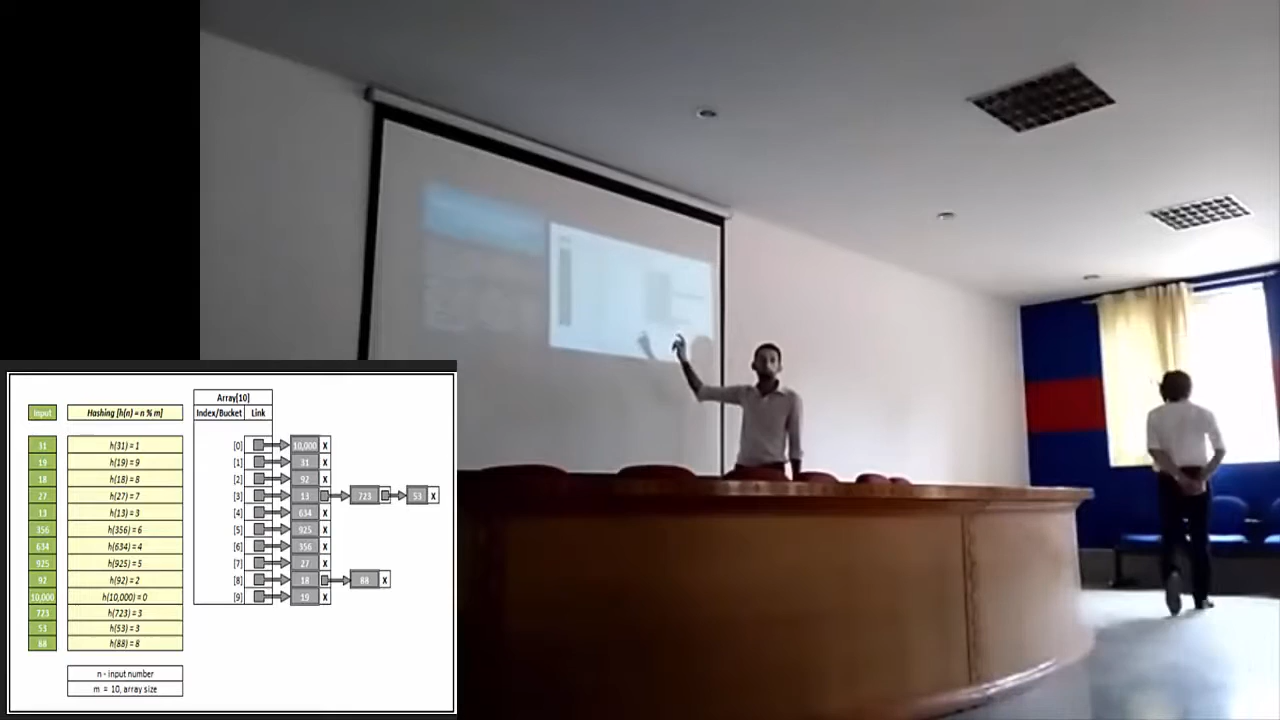 Array[10]
input Hashing [h(n) = n % m] Index/Bucket Link
31 h(31) = 1 [0] 10,000 X
19 h(19) = 9 [1] 31 X
18 h(18) = 8 [2] 92 X
27 h(27) = 7 [3] 13 723 53 X
13 h(13) = 3 [4] 634 X
356 h(356) = 6 [5] 925 X
634 h(634) = 4 [6] 356 X
925 h(925) = 5 [7] 27 X
92 h(92) = 2 [8] 18 88 X
10,000 h(10,000) = 0 [9] 19 X
723 h(723) = 3
53 h(53) = 3
88 h(88) = 8
n - input number
m = 10, array size